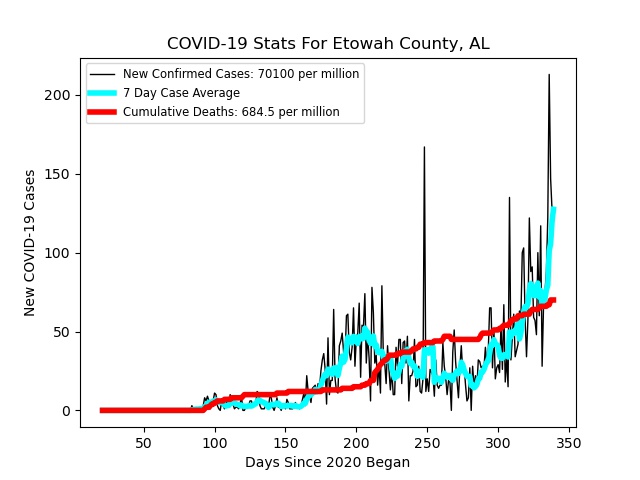 COVID-19 Stats For Etowah County, AL
New Confirmed Cases: 70100 per million
7 Day Case Average
Cumulative Deaths: 684.5 per million
New COVID-19 Cases
200
150
100
50
0
50 100 150 200 250 300 350
Days Since 2020 Began